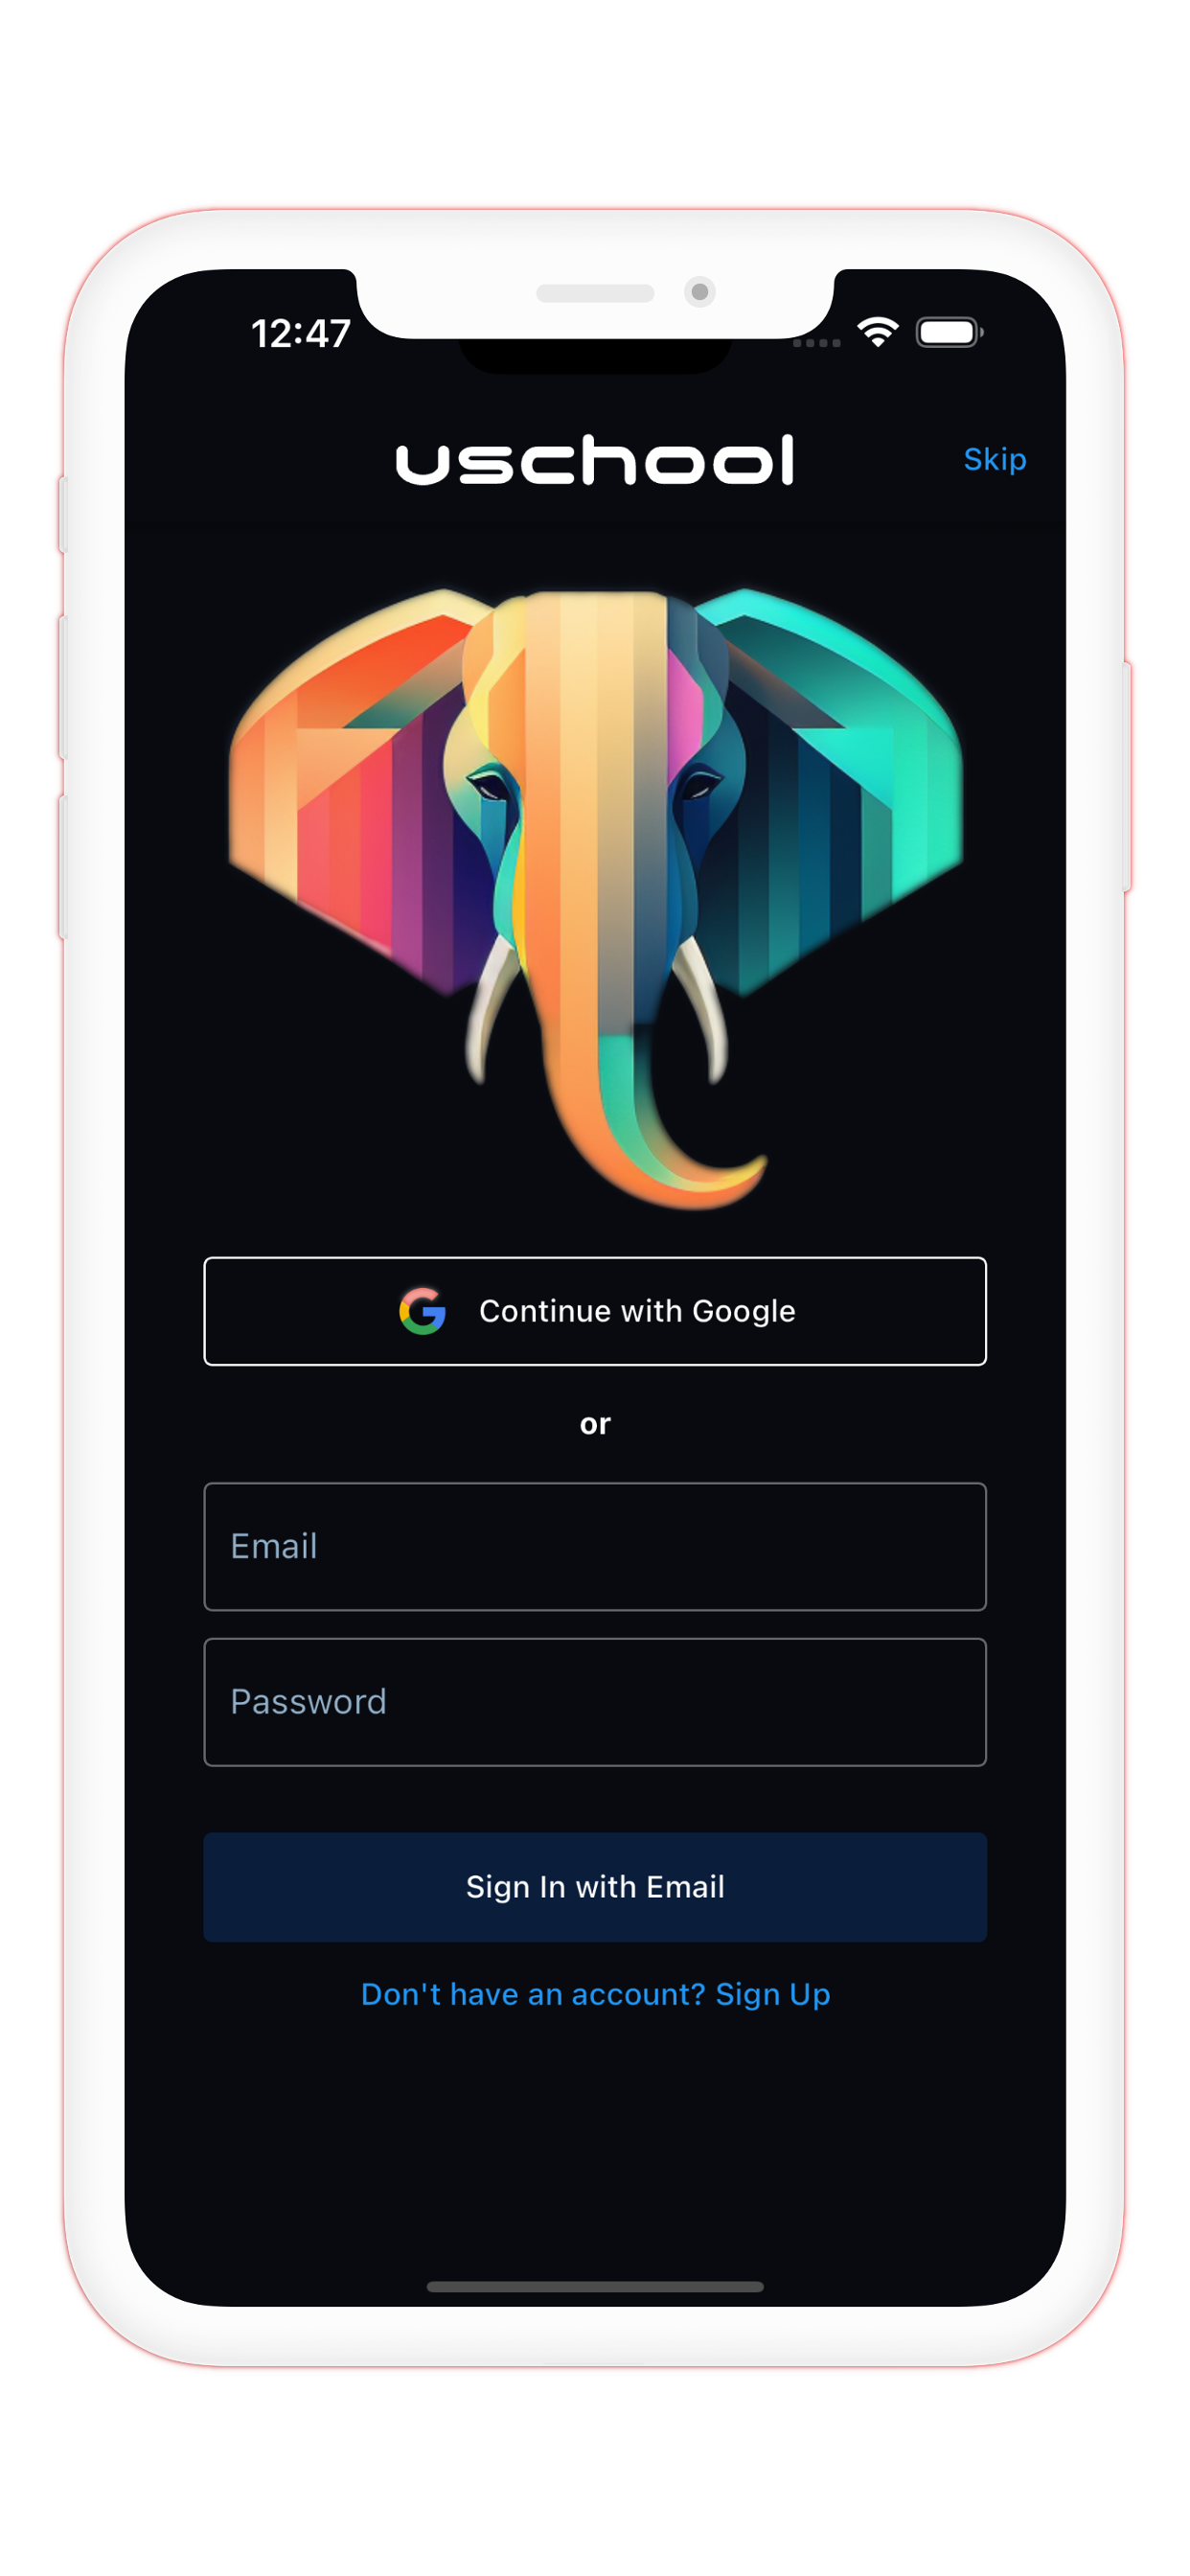 12:47
uschool
Skip
Continue with Google
or
Email
Password
Sign In with Email
Don't have an account? Sign Up